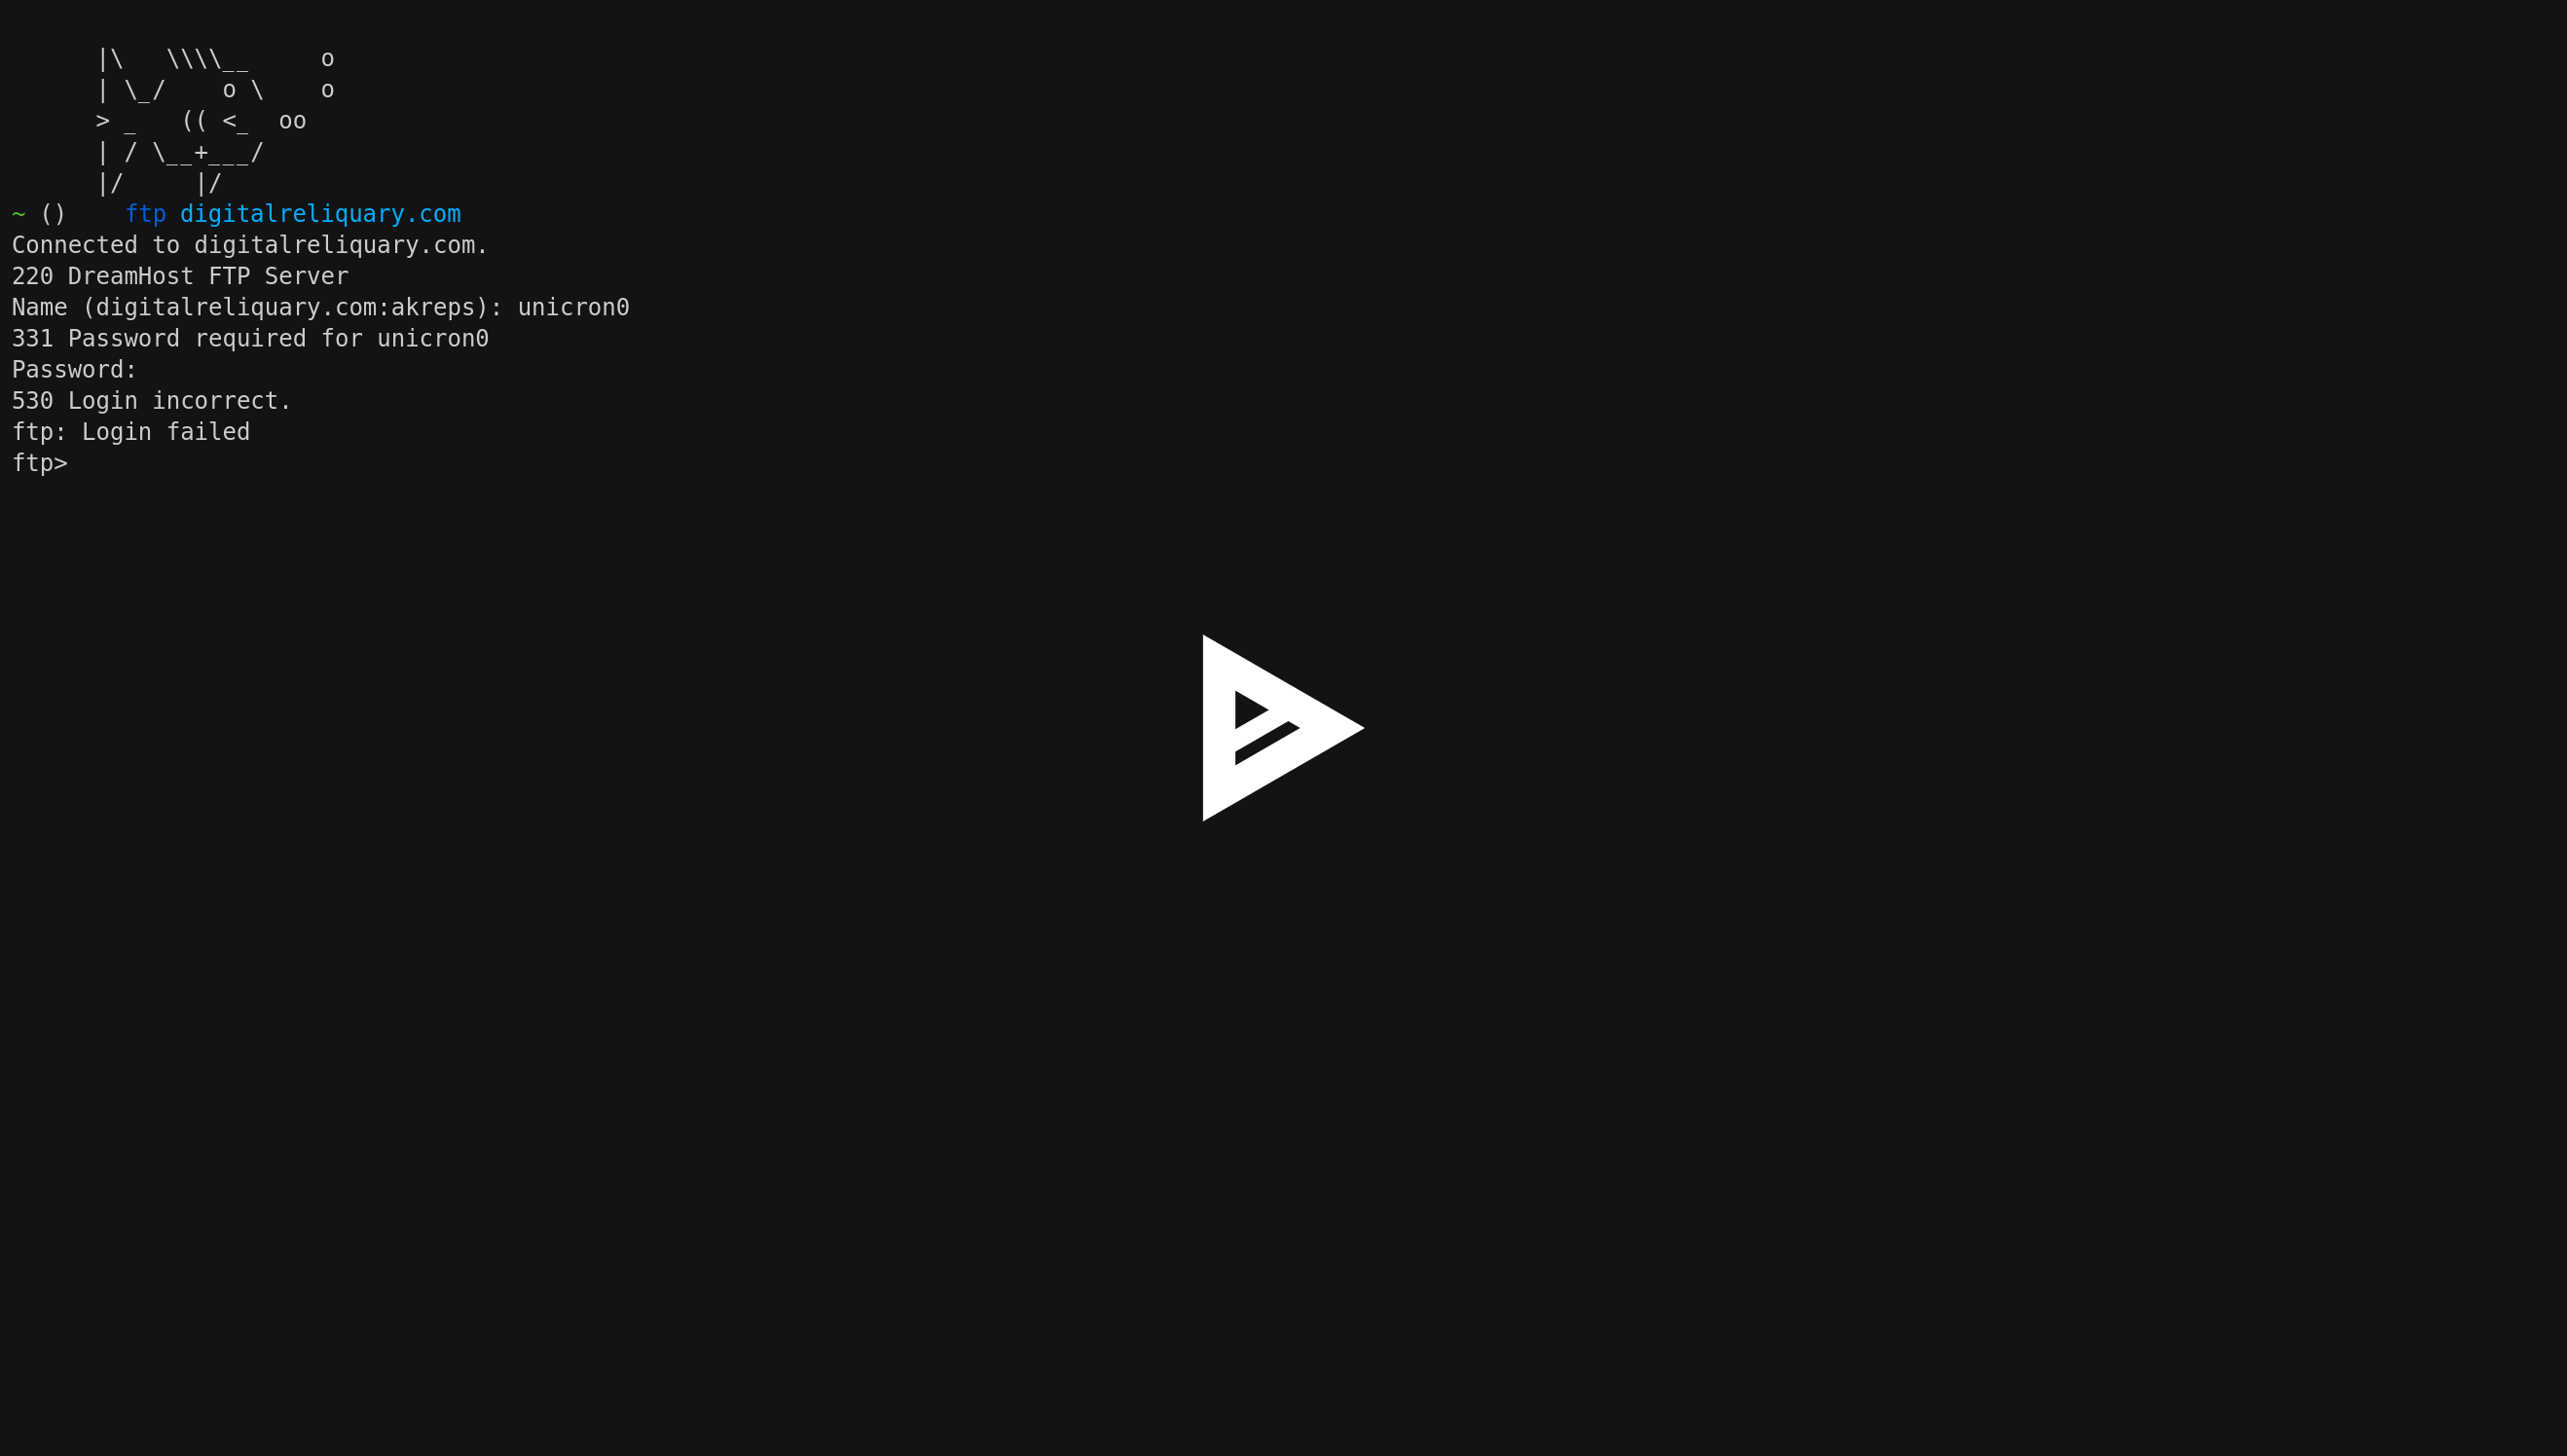 |\   \\\\__     o
       | \_/    o \    o
       > _   (( <_  oo
       | / \__+___/
       |/     |/
~ ()    ftp digitalreliquary.com
Connected to digitalreliquary.com.
220 DreamHost FTP Server
Name (digitalreliquary.com:akreps): unicron0
331 Password required for unicron0
Password:
530 Login incorrect.
ftp: Login failed
ftp>